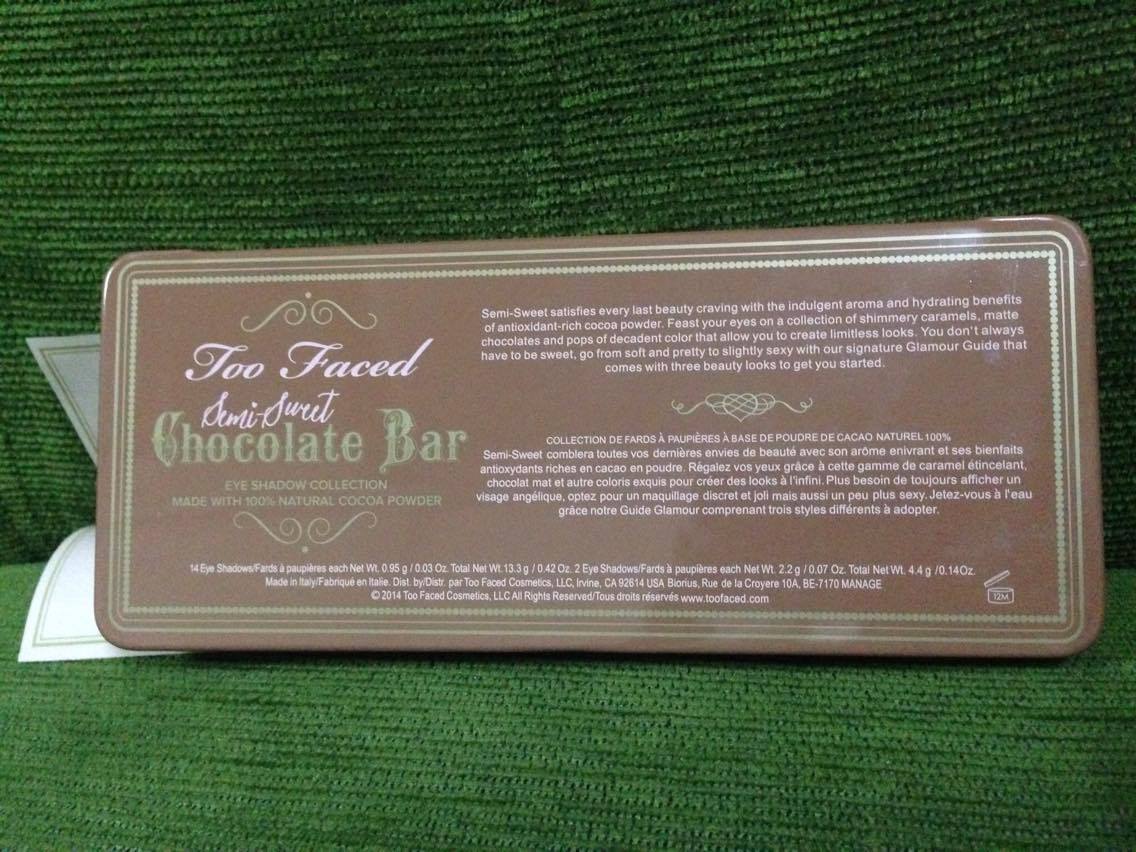 Too Faced
Semi-Sweet
Chocolate Bar
EYE SHADOW COLLECTION
MADE WITH 100% NATURAL COCOA POWDER
Semi-Sweet satisfies every last beauty craving with the indulgent aroma and hydrating benefits
of antioxidant-rich cocoa powder. Feast your eyes on a collection of shimmery caramels, matte
chocolates and pops of decadent color that allow you to create limitless looks. You don't always
have to be sweet, go from soft and pretty to slightly sexy with our signature Glamour Guide that
comes with three beauty looks to get you started.
COLLECTION DE FARDS À PAUPIÈRES À BASE DE POUDRE DE CACAO NATUREL 100%
Semi-Sweet comblera toutes vos dernières envies de beauté avec son arôme enivrant et ses bienfaits
antioxydants riches en cacao en poudre. Régalez vos yeux grâce à cette gamme de caramel étincelant,
chocolat mat et autre coloris exquis pour créer des looks à l'infini. Plus besoin de toujours afficher un
visage angélique, optez pour un maquillage discret et joli mais aussi un peu plus sexy. Jetez-vous à l'eau
grâce notre Guide Glamour comprenant trois styles différents à adopter.
14 Eye Shadows/Fards à paupières each Net Wt. 0.95 g / 0.03 Oz. Total Net Wt. 13.3 g / 0.42 Oz. 2 Eye Shadows/Fards à paupières each Net Wt. 2.2 g / 0.07 Oz. Total Net Wt. 4.4 g /0.14 Oz.
Made in Italy/Fabriqué en Italie. Dist. by/Distr. par Too Faced Cosmetics, LLC, Irvine, CA 92614 USA Biorius, Rue de la Croyere 10A, BE-7170 MANAGE
© 2014 Too Faced Cosmetics, LLC All Rights Reserved/Tous droits réservés www.toofaced.com
12M